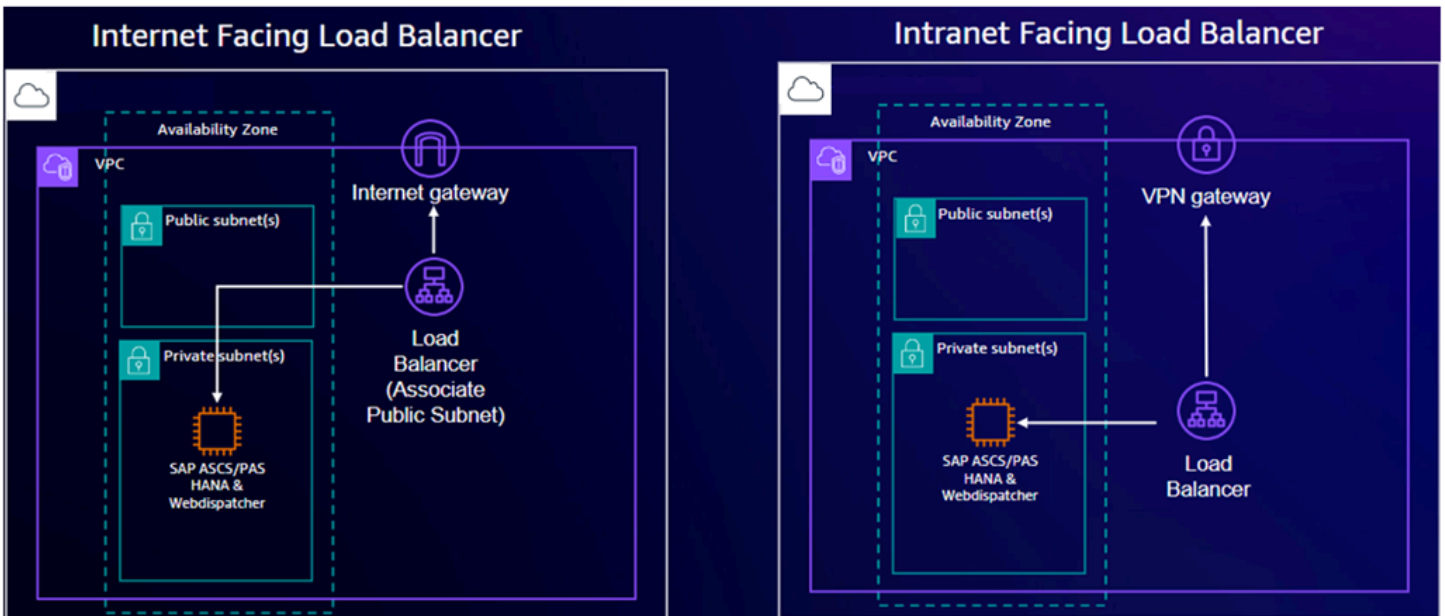 Internet Facing Load Balancer
Availability Zone
VPC
Internet gateway
Public subnet(s)
Load
Balancer
(Associate
Public Subnet)
Private subnet(s)
SAP ASCS/PAS
HANA &
Webdispatcher
Intranet Facing Load Balancer
Availability Zone
VPC
VPN gateway
Public subnet(s)
Private subnet(s)
SAP ASCS/PAS
HANA &
Webdispatcher
Load
Balancer